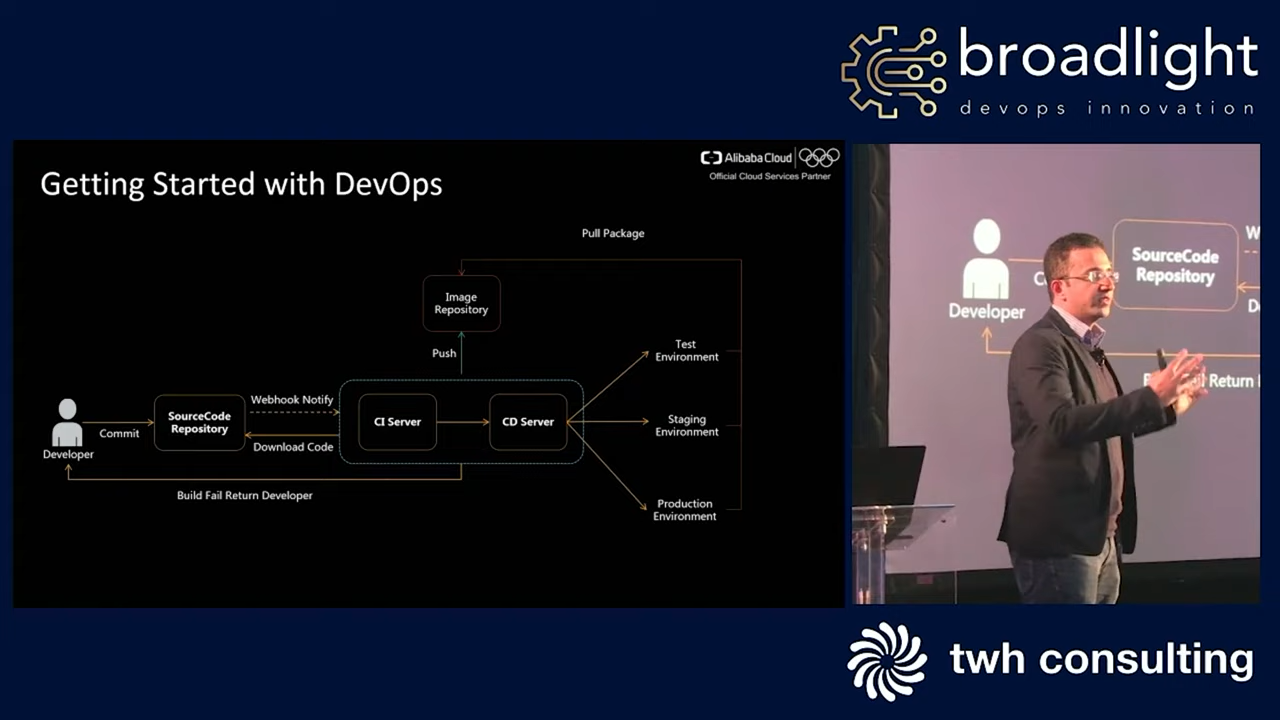 broadlight
devops innovation
Getting Started with DevOps
Alibaba Cloud
Official Cloud Services Partner
Pull Package
Image
Repository
Push
Test
Environment
Webhook Notify
SourceCode
Repository
CI Server
CD Server
Staging
Environment
Commit
Download Code
Developer
Build Fail Return Developer
Production
Environment
SourceCode
Repository
Developer
Return
twh consulting